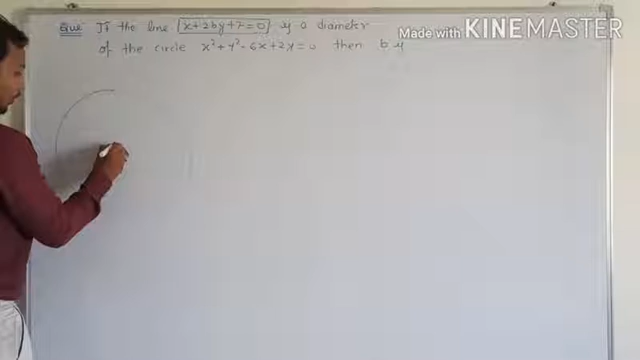 Que If the line x + 2by + 7 = 0 is a diameter
of the circle x² + y² - 6x + 2y = 0 then b is
Made with KINEMASTER